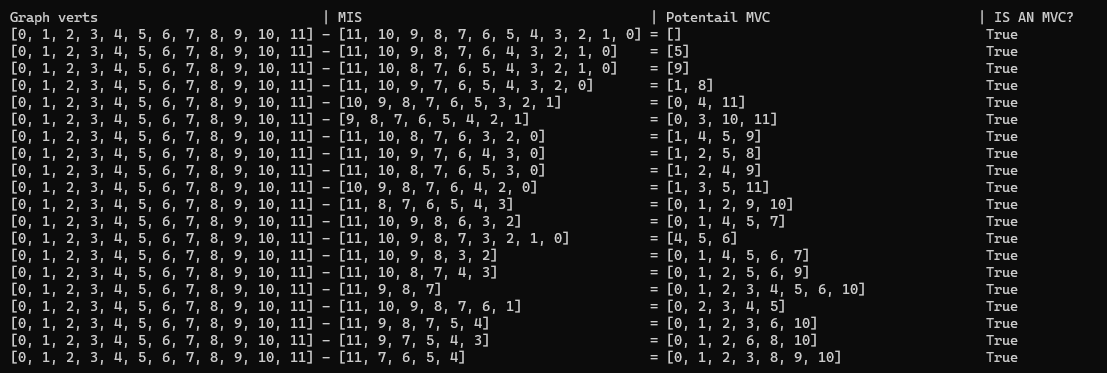 Graph verts | MIS | Potentail MVC | IS AN MVC?
[0, 1, 2, 3, 4, 5, 6, 7, 8, 9, 10, 11] - [11, 10, 9, 8, 7, 6, 5, 4, 3, 2, 1, 0] = [] True
[0, 1, 2, 3, 4, 5, 6, 7, 8, 9, 10, 11] - [11, 10, 9, 8, 7, 6, 4, 3, 2, 1, 0] = [5] True
[0, 1, 2, 3, 4, 5, 6, 7, 8, 9, 10, 11] - [11, 10, 8, 7, 6, 5, 4, 3, 2, 1, 0] = [9] True
[0, 1, 2, 3, 4, 5, 6, 7, 8, 9, 10, 11] - [11, 10, 9, 7, 6, 5, 4, 3, 2, 0] = [1, 8] True
[0, 1, 2, 3, 4, 5, 6, 7, 8, 9, 10, 11] - [10, 9, 8, 7, 6, 5, 3, 2, 1] = [0, 4, 11] True
[0, 1, 2, 3, 4, 5, 6, 7, 8, 9, 10, 11] - [9, 8, 7, 6, 5, 4, 2, 1] = [0, 3, 10, 11] True
[0, 1, 2, 3, 4, 5, 6, 7, 8, 9, 10, 11] - [11, 10, 8, 7, 6, 3, 2, 0] = [1, 4, 5, 9] True
[0, 1, 2, 3, 4, 5, 6, 7, 8, 9, 10, 11] - [11, 10, 9, 7, 6, 4, 3, 0] = [1, 2, 5, 8] True
[0, 1, 2, 3, 4, 5, 6, 7, 8, 9, 10, 11] - [11, 10, 8, 7, 6, 5, 3, 0] = [1, 2, 4, 9] True
[0, 1, 2, 3, 4, 5, 6, 7, 8, 9, 10, 11] - [10, 9, 8, 7, 6, 4, 2, 0] = [1, 3, 5, 11] True
[0, 1, 2, 3, 4, 5, 6, 7, 8, 9, 10, 11] - [11, 8, 7, 6, 5, 4, 3] = [0, 1, 2, 9, 10] True
[0, 1, 2, 3, 4, 5, 6, 7, 8, 9, 10, 11] - [11, 10, 9, 8, 6, 3, 2] = [0, 1, 4, 5, 7] True
[0, 1, 2, 3, 4, 5, 6, 7, 8, 9, 10, 11] - [11, 10, 9, 8, 7, 3, 2, 1, 0] = [4, 5, 6] True
[0, 1, 2, 3, 4, 5, 6, 7, 8, 9, 10, 11] - [11, 10, 9, 8, 3, 2] = [0, 1, 4, 5, 6, 7] True
[0, 1, 2, 3, 4, 5, 6, 7, 8, 9, 10, 11] - [11, 10, 8, 7, 4, 3] = [0, 1, 2, 5, 6, 9] True
[0, 1, 2, 3, 4, 5, 6, 7, 8, 9, 10, 11] - [11, 9, 8, 7] = [0, 1, 2, 3, 4, 5, 6, 10] True
[0, 1, 2, 3, 4, 5, 6, 7, 8, 9, 10, 11] - [11, 10, 9, 8, 7, 6, 1] = [0, 2, 3, 4, 5] True
[0, 1, 2, 3, 4, 5, 6, 7, 8, 9, 10, 11] - [11, 9, 8, 7, 5, 4] = [0, 1, 2, 3, 6, 10] True
[0, 1, 2, 3, 4, 5, 6, 7, 8, 9, 10, 11] - [11, 9, 7, 5, 4, 3] = [0, 1, 2, 6, 8, 10] True
[0, 1, 2, 3, 4, 5, 6, 7, 8, 9, 10, 11] - [11, 7, 6, 5, 4] = [0, 1, 2, 3, 8, 9, 10] True